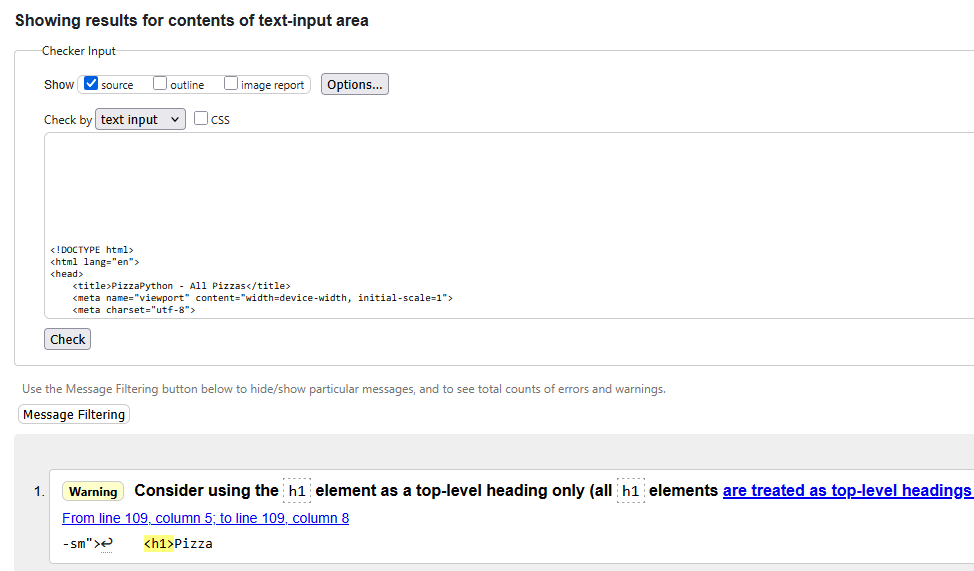 Showing results for contents of text-input area
Checker Input
Show source outline image report Options...
Check by text input CSS
<!DOCTYPE html>
<html lang="en">
<head>
    <title>PizzaPython - All Pizzas</title>
    <meta name="viewport" content="width=device-width, initial-scale=1">
    <meta charset="utf-8">
Check
Use the Message Filtering button below to hide/show particular messages, and to see total counts of errors and warnings.
Message Filtering
1. Warning Consider using the h1 element as a top-level heading only (all h1 elements are treated as top-level headings
From line 109, column 5; to line 109, column 8
-sm">↩    <h1>Pizza